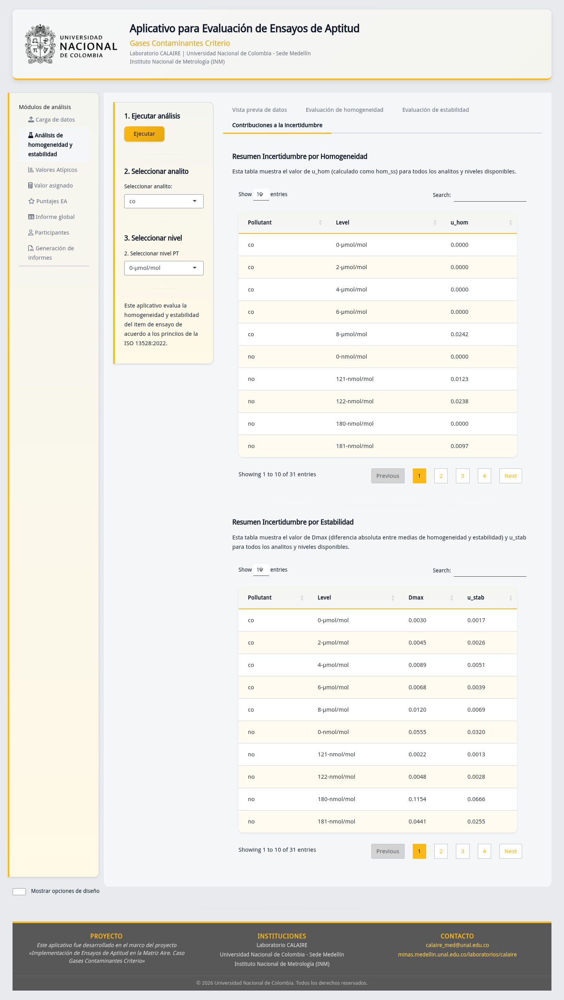 UNIVERSIDAD
NACIONAL
DE COLOMBIA
Aplicativo para Evaluación de Ensayos de Aptitud
Gases Contaminantes Criterio
Laboratorio CALAIRE | Universidad Nacional de Colombia - Sede Medellín
Instituto Nacional de Metrología (INM)
Módulos de análisis
Carga de datos
Análisis de
homogeneidad y
estabilidad
Valores Atípicos
Valor asignado
Puntajes EA
Informe global
Participantes
Generación de
informes
1. Ejecutar análisis
Ejecutar
2. Seleccionar analito
Seleccionar analito:
co
3. Seleccionar nivel
2. Seleccionar nivel PT
0-μmol/mol
Este aplicativo evalua la
homogeneidad y estabilidad
del item de ensayo de
acuerdo a los princiios de la
ISO 13528:2022.
Vista previa de datos Evaluación de homogeneidad Evaluación de estabilidad
Contribuciones a la incertidumbre
Resumen Incertidumbre por Homogeneidad
Esta tabla muestra el valor de u_hom (calculado como hom_ss) para todos los analitos y niveles disponibles.
Show 10 entries Search:
Pollutant Level u_hom
co 0-μmol/mol 0.0000
co 2-μmol/mol 0.0000
co 4-μmol/mol 0.0000
co 6-μmol/mol 0.0000
co 8-μmol/mol 0.0242
no 0-nmol/mol 0.0000
no 121-nmol/mol 0.0123
no 122-nmol/mol 0.0238
no 180-nmol/mol 0.0000
no 181-nmol/mol 0.0097
Showing 1 to 10 of 31 entries Previous 1 2 3 4 Next
Resumen Incertidumbre por Estabilidad
Esta tabla muestra el valor de Dmax (diferencia absoluta entre medias de homogeneidad y estabilidad) y u_stab
para todos los analitos y niveles disponibles.
Show 10 entries Search:
Pollutant Level Dmax u_stab
co 0-μmol/mol 0.0030 0.0017
co 2-μmol/mol 0.0045 0.0026
co 4-μmol/mol 0.0089 0.0051
co 6-μmol/mol 0.0068 0.0039
co 8-μmol/mol 0.0120 0.0069
no 0-nmol/mol 0.0555 0.0320
no 121-nmol/mol 0.0022 0.0013
no 122-nmol/mol 0.0048 0.0028
no 180-nmol/mol 0.1154 0.0666
no 181-nmol/mol 0.0441 0.0255
Showing 1 to 10 of 31 entries Previous 1 2 3 4 Next
Mostrar opciones de diseño
PROYECTO
Este aplicativo fue desarrollado en el marco del proyecto
«Implementación de Ensayos de Aptitud en la Matriz Aire. Caso
Gases Contaminantes Criterio»
INSTITUCIONES
Laboratorio CALAIRE
Universidad Nacional de Colombia - Sede Medellín
Instituto Nacional de Metrología (INM)
CONTACTO
calaire_med@unal.edu.co
minas.medellin.unal.edu.co/laboratorios/calaire
© 2026 Universidad Nacional de Colombia. Todos los derechos reservados.